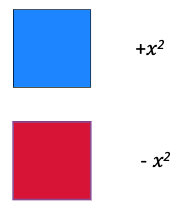 +x²
- x²